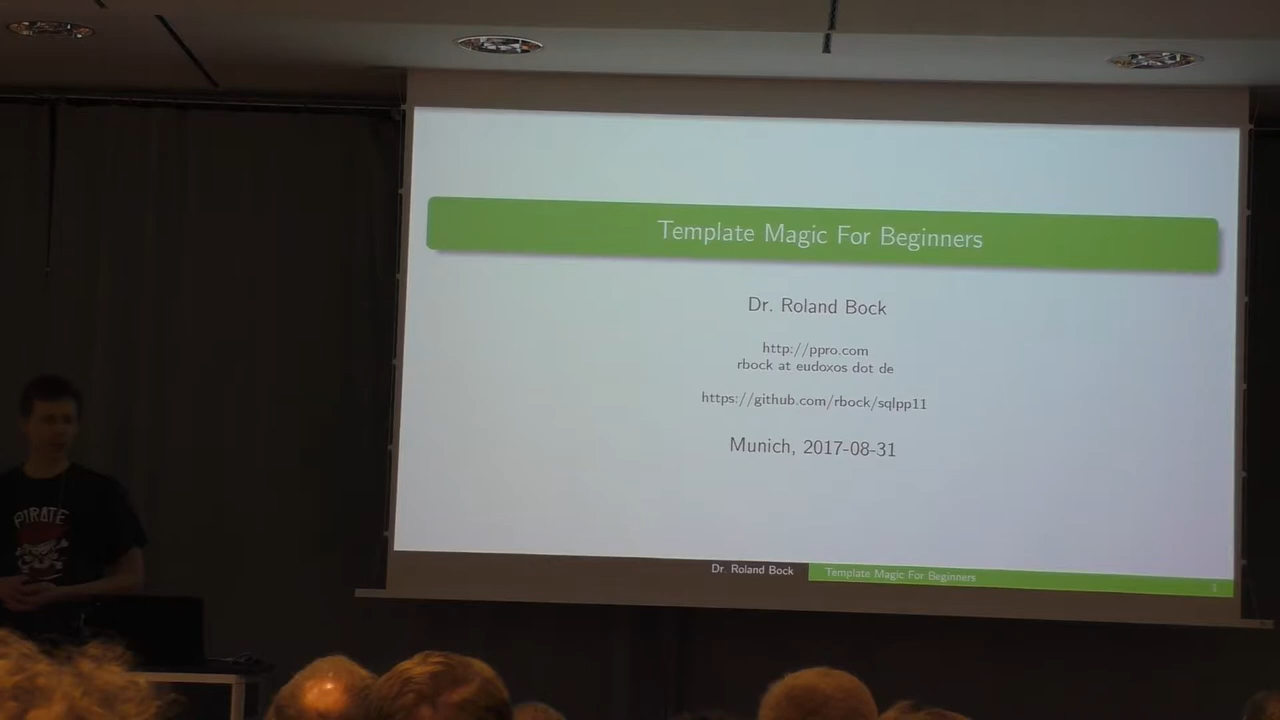 Template Magic For Beginners
Dr. Roland Bock
http://ppro.com
rbock at eudoxos dot de
https://github.com/rbock/sqlpp11
Munich, 2017-08-31
PIRATE
Dr. Roland Bock
Template Magic For Beginners